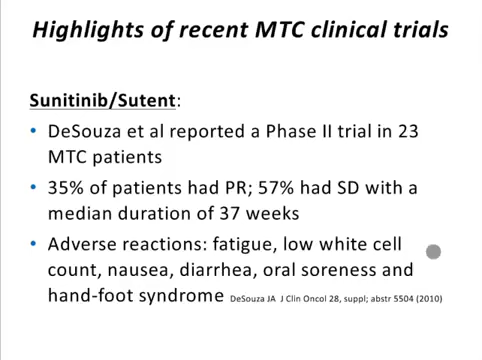 Highlights of recent MTC clinical trials
Sunitinib/Sutent:
• DeSouza et al reported a Phase II trial in 23
MTC patients
• 35% of patients had PR; 57% had SD with a
median duration of 37 weeks
• Adverse reactions: fatigue, low white cell
count, nausea, diarrhea, oral soreness and
hand-foot syndrome DeSouza JA J Clin Oncol 28, suppl; abstr 5504 (2010)